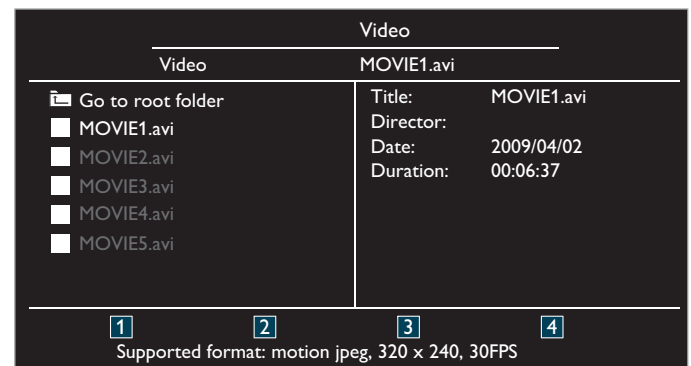 Video
Video
MOVIE1.avi
Go to root folder
MOVIE1.avi
MOVIE2.avi
MOVIE3.avi
MOVIE4.avi
MOVIE5.avi
Title: MOVIE1.avi
Director:
Date: 2009/04/02
Duration: 00:06:37
1 2 3 4
Supported format: motion jpeg, 320 x 240, 30FPS